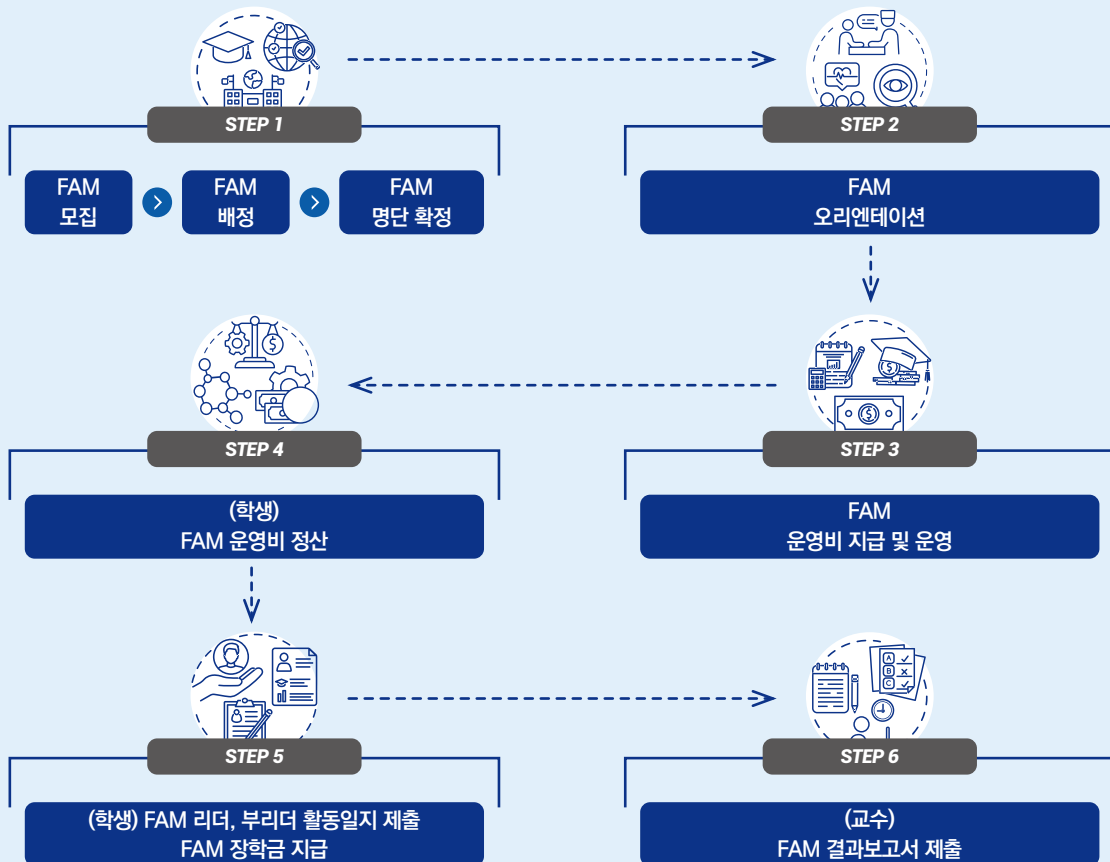 STEP 1
FAM
모집
FAM
배정
FAM
명단 확정
STEP 2
FAM
오리엔테이션
STEP 3
FAM
운영비 지급 및 운영
STEP 4
(학생)
FAM 운영비 정산
STEP 5
(학생) FAM 리더, 부리더 활동일지 제출
FAM 장학금 지급
A
B
C
STEP 6
(교수)
FAM 결과보고서 제출